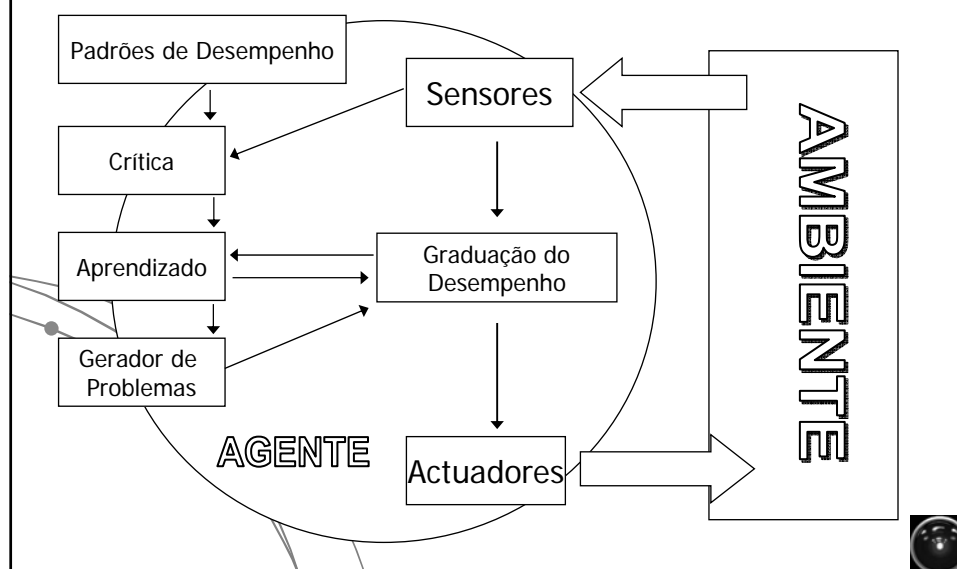 Padrões de Desempenho
Sensores
Crítica
Aprendizado
Graduação do
Desempenho
Gerador de
Problemas
AGENTE
Actuadores
AMBIENTE